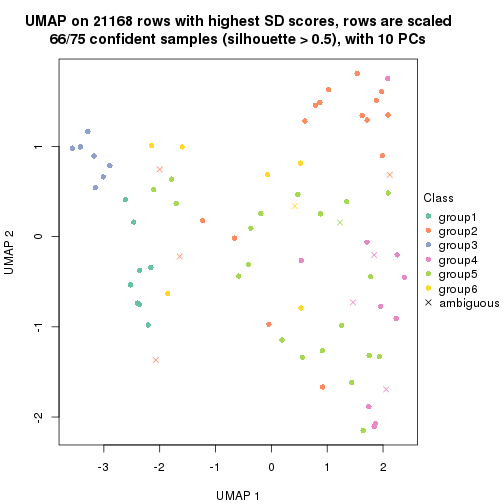 UMAP on 21168 rows with highest SD scores, rows are scaled
66/75 confident samples (silhouette > 0.5), with 10 PCs
Class
group1
group2
group3
group4
group5
group6
ambiguous
UMAP 2
1
0
-1
-2
-3
-2
-1
0
1
2
UMAP 1